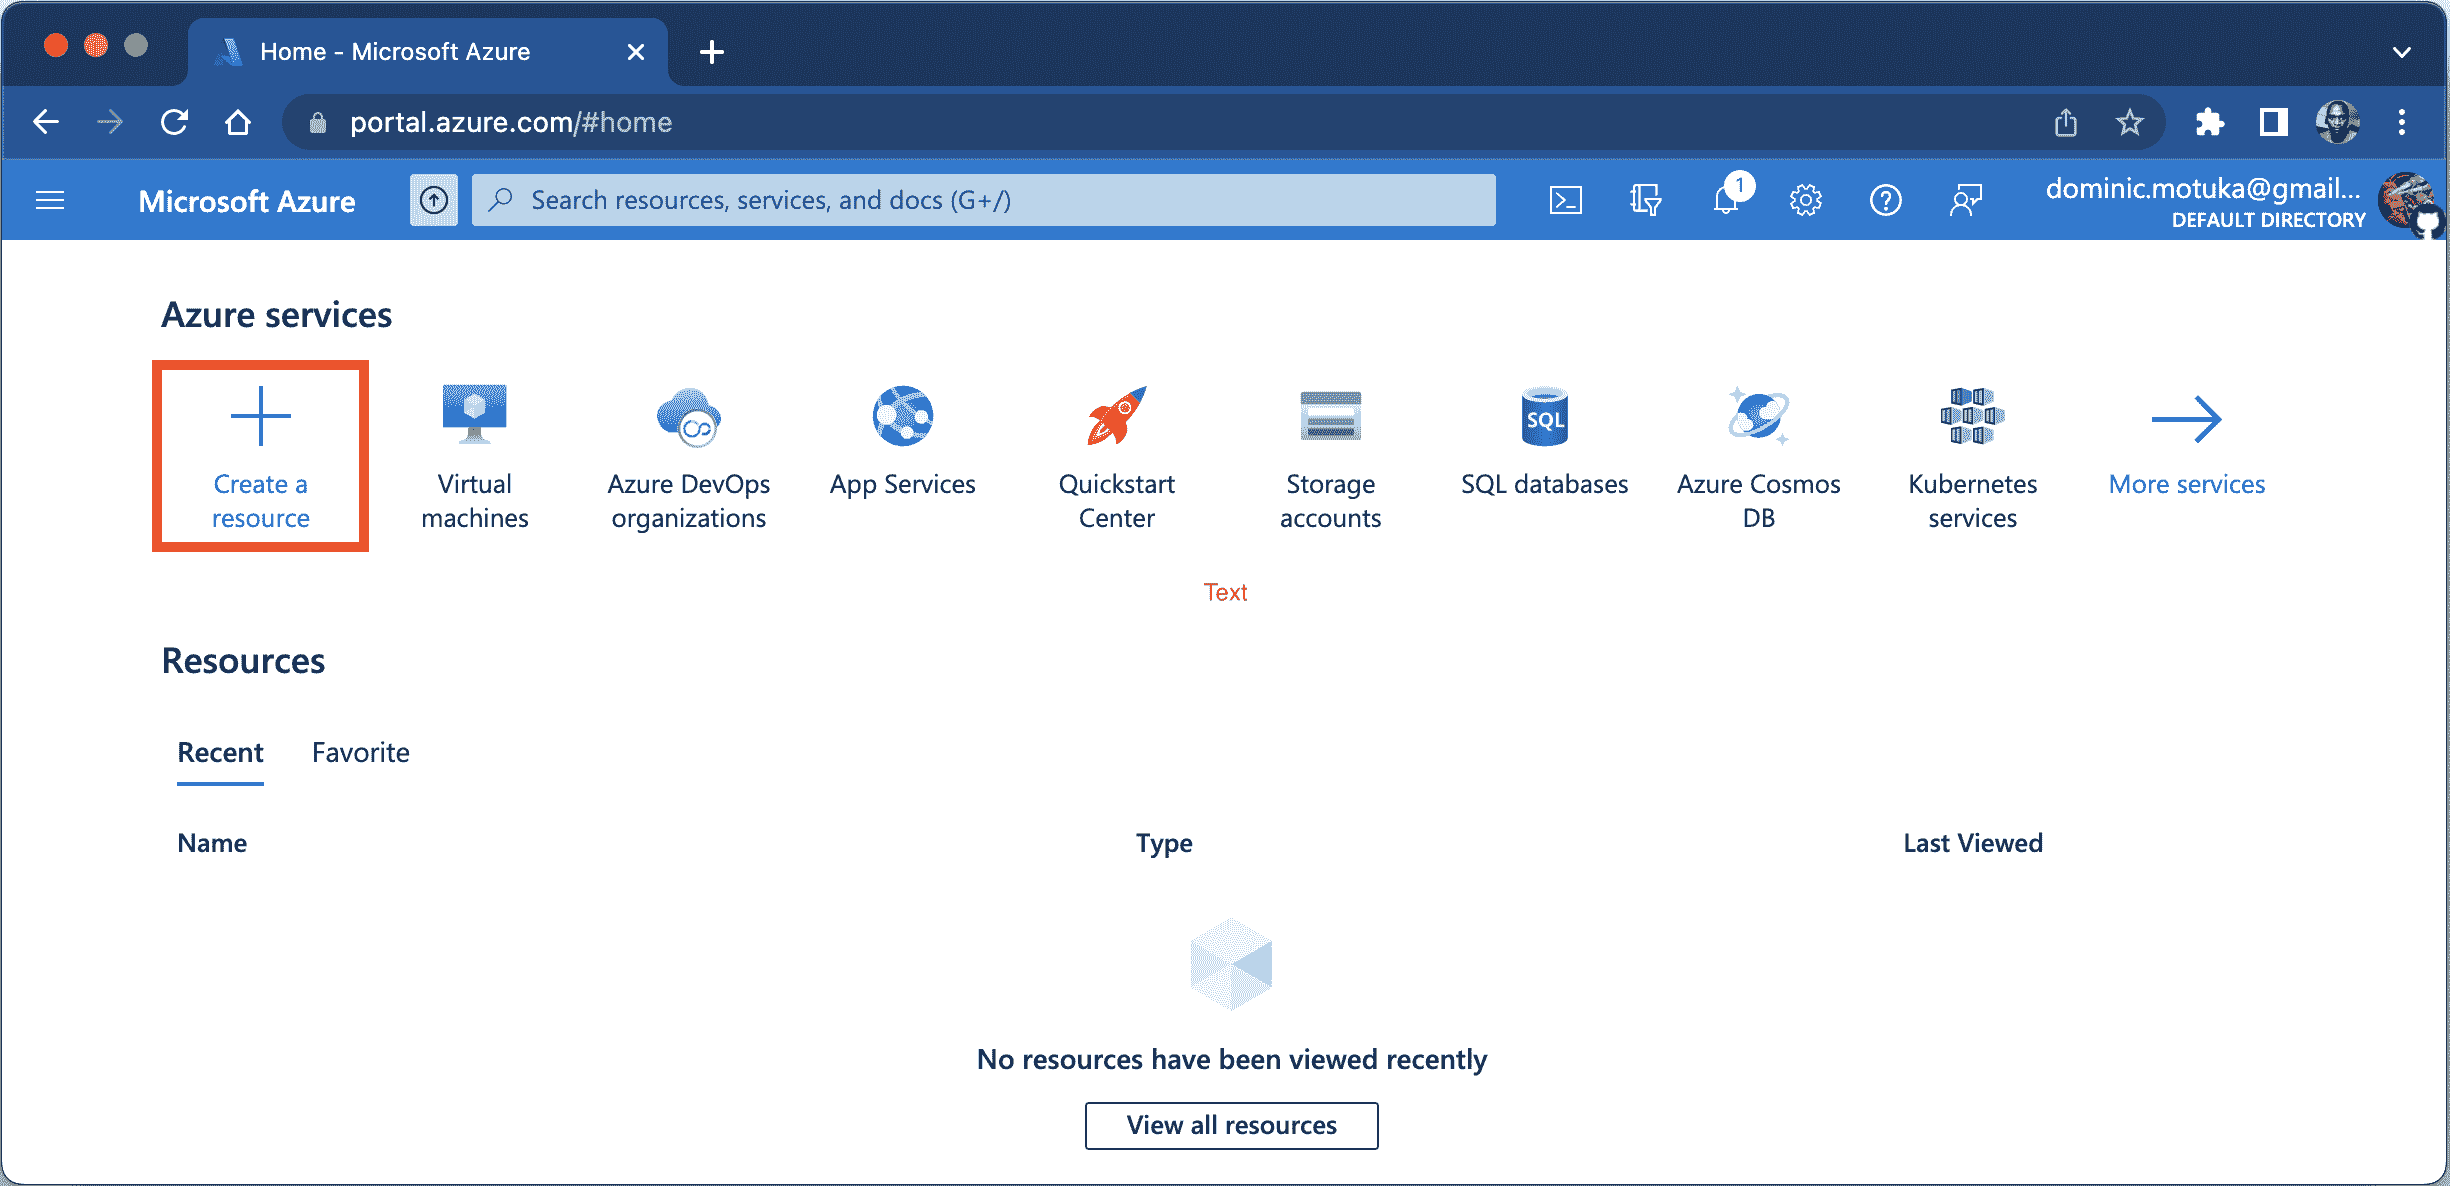 Home - Microsoft Azure
portal.azure.com/#home
Microsoft Azure
Search resources, services, and docs (G+/)
1
dominic.motuka@gmail...
DEFAULT DIRECTORY
Azure services
Create a
resource
Virtual
machines
Azure DevOps
organizations
App Services
Quickstart
Center
Storage
accounts
SQL
SQL databases
Azure Cosmos
DB
Kubernetes
services
More services
Text
Resources
Recent Favorite
Name Type Last Viewed
No resources have been viewed recently
View all resources